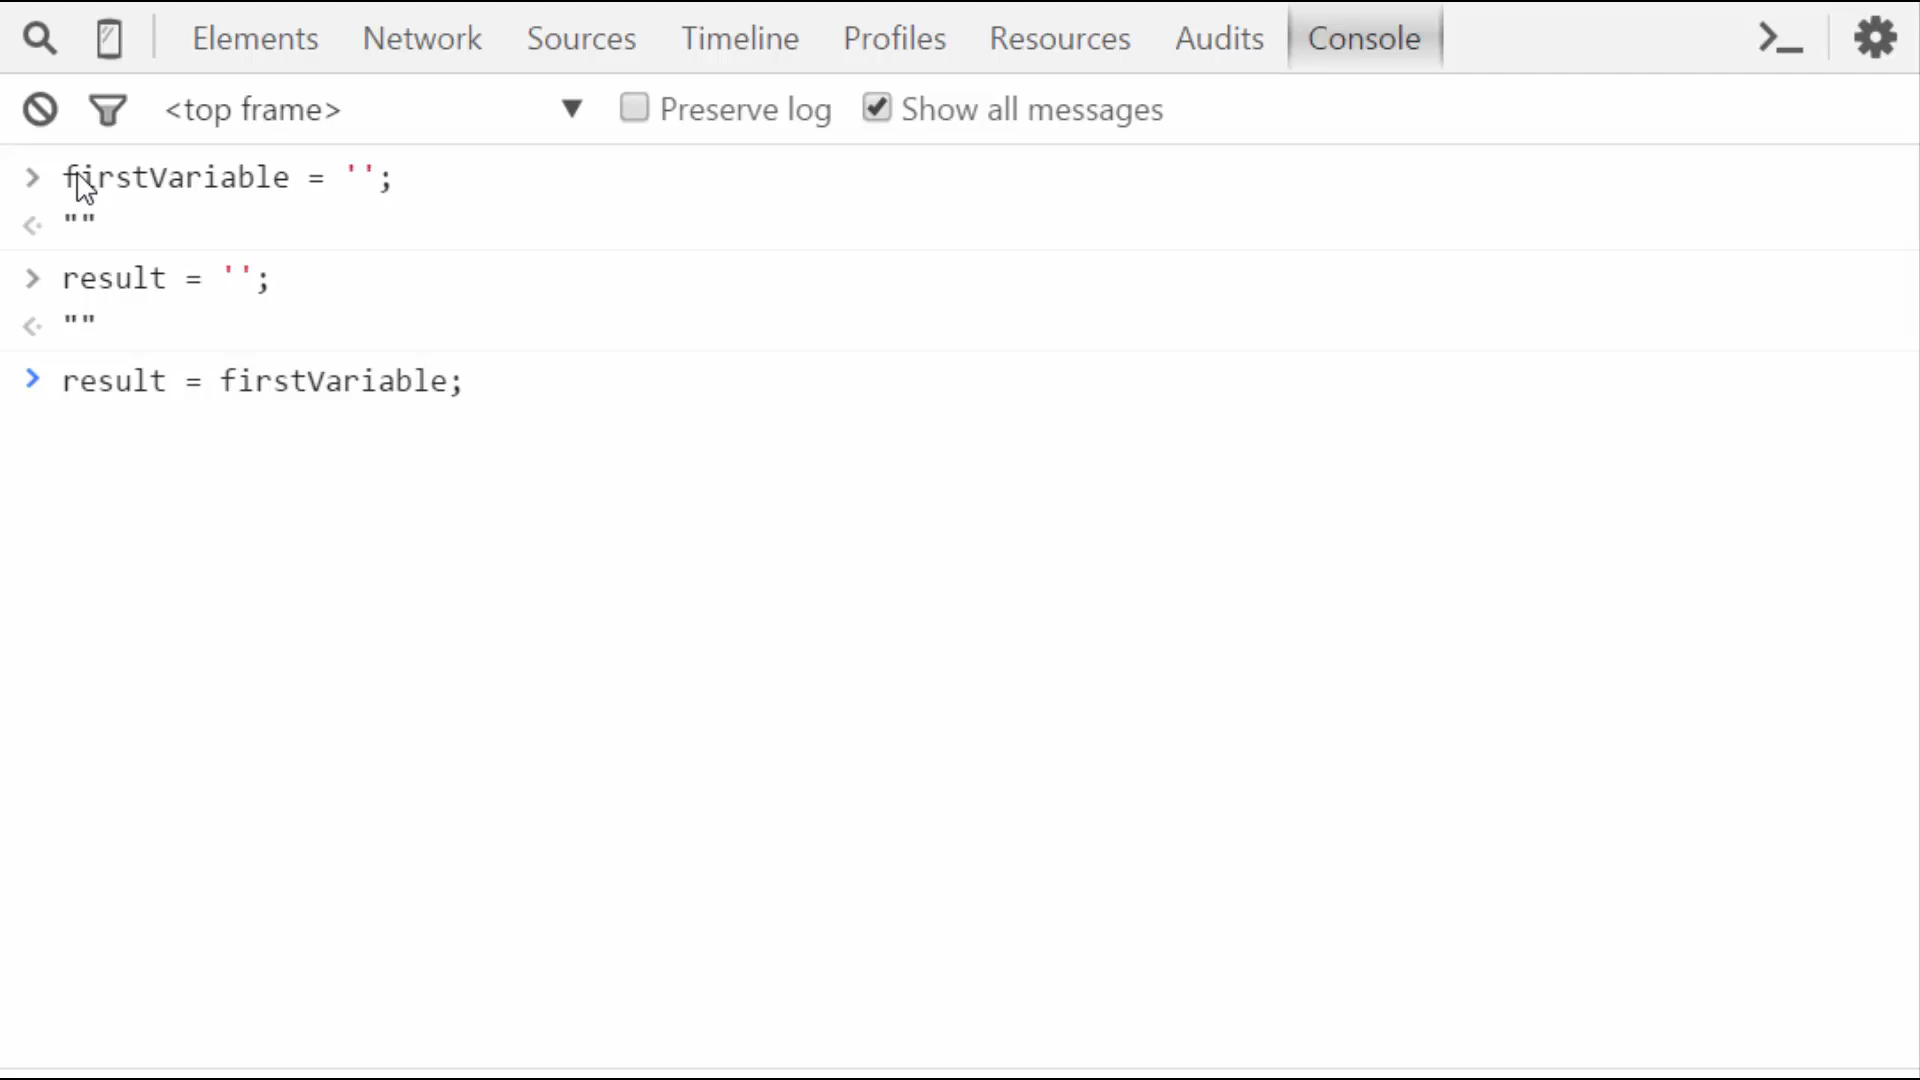 Elements Network Sources Timeline Profiles Resources Audits Console
<top frame> ▼ Preserve log Show all messages
> firstVariable = '';
""
> result = '';
""
> result = firstVariable;